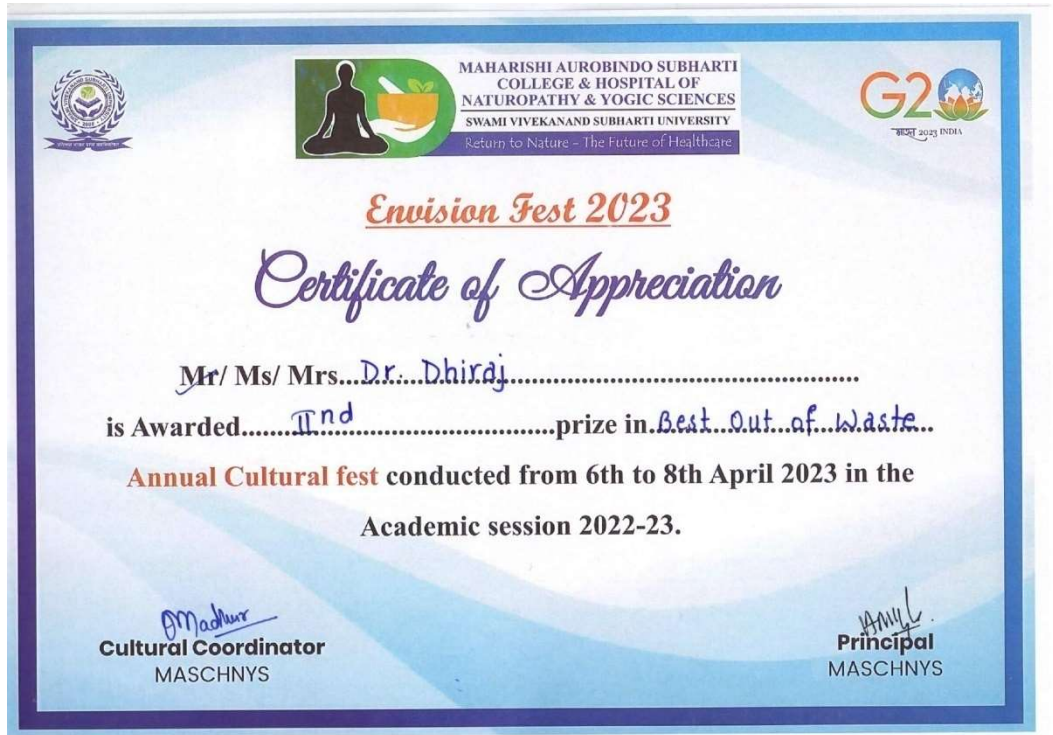 MAHARISHI AUROBINDO SUBHARTI
COLLEGE & HOSPITAL OF
NATUROPATHY & YOGIC SCIENCES
SWAMI VIVEKANAND SUBHARTI UNIVERSITY
Return to Nature – The Future of Healthcare
G20
भारत 2023 INDIA
Envision Fest 2023
Certificate of Appreciation
Mr/ Ms/ Mrs...Dr. Dhiraj...
is Awarded...IInd...prize in.Best Out of Waste..
Annual Cultural fest conducted from 6th to 8th April 2023 in the
Academic session 2022-23.
Madhur
Cultural Coordinator
MASCHNYS
Principal
MASCHNYS